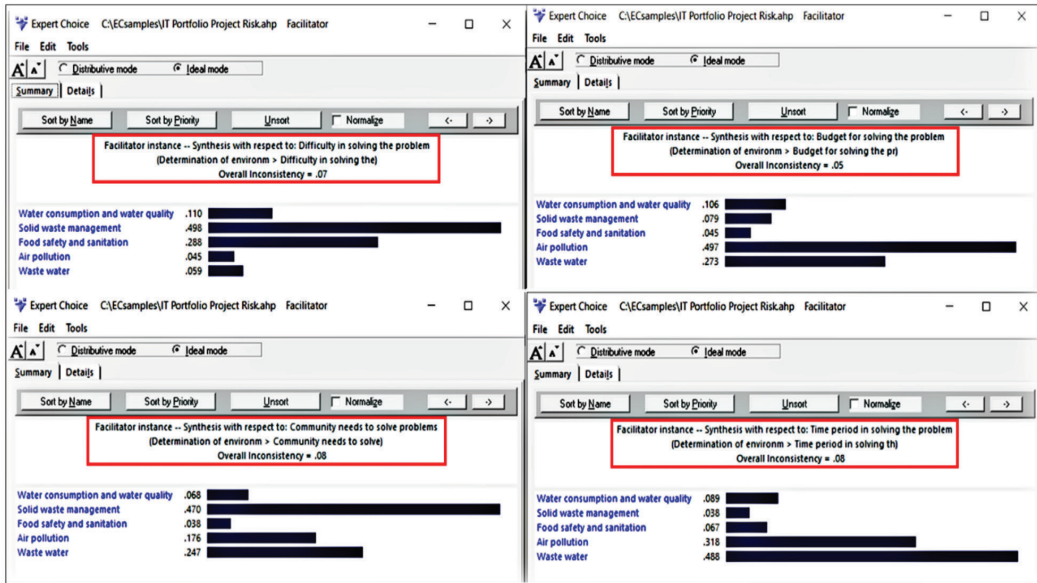 Expert Choice C:\ECsamples\IT Portfolio Project Risk.ahp Facilitator
File Edit Tools
A A Distributive mode Ideal mode
Summary Details
Sort by Name Sort by Priority Unsort Normalize <- ->
Facilitator instance -- Synthesis with respect to: Difficulty in solving the problem
(Determination of environm > Difficulty in solving the)
Overall Inconsistency = .07
Water consumption and water quality .110
Solid waste management .498
Food safety and sanitation .288
Air pollution .045
Waste water .059
Expert Choice C:\ECsamples\IT Portfolio Project Risk.ahp Facilitator
File Edit Tools
A A Distributive mode Ideal mode
Summary Details
Sort by Name Sort by Priority Unsort Normalize <- ->
Facilitator instance -- Synthesis with respect to: Budget for solving the problem
(Determination of environm > Budget for solving the pr)
Overall Inconsistency = .05
Water consumption and water quality .106
Solid waste management .079
Food safety and sanitation .045
Air pollution .497
Waste water .273
Expert Choice C:\ECsamples\IT Portfolio Project Risk.ahp Facilitator
File Edit Tools
A A Distributive mode Ideal mode
Summary Details
Sort by Name Sort by Priority Unsort Normalize <- ->
Facilitator instance -- Synthesis with respect to: Community needs to solve problems
(Determination of environm > Community needs to solve)
Overall Inconsistency = .08
Water consumption and water quality .068
Solid waste management .470
Food safety and sanitation .038
Air pollution .176
Waste water .247
Expert Choice C:\ECsamples\IT Portfolio Project Risk.ahp Facilitator
File Edit Tools
A A Distributive mode Ideal mode
Summary Details
Sort by Name Sort by Priority Unsort Normalize <- ->
Facilitator instance -- Synthesis with respect to: Time period in solving the problem
(Determination of environm > Time period in solving th)
Overall Inconsistency = .08
Water consumption and water quality .089
Solid waste management .038
Food safety and sanitation .067
Air pollution .318
Waste water .488